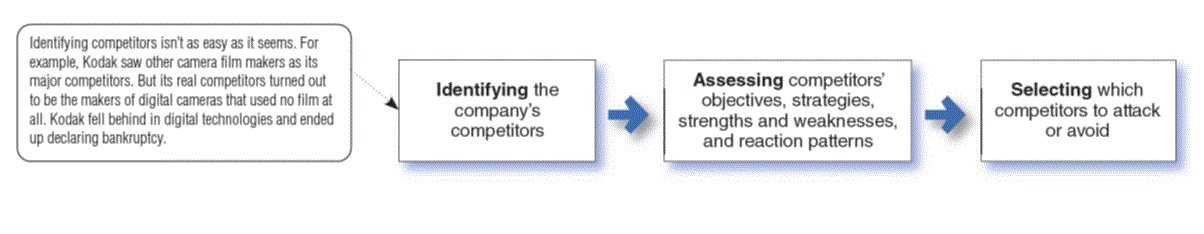 Identifying competitors isn't as easy as it seems. For
example, Kodak saw other camera film makers as its
major competitors. But its real competitors turned out
to be the makers of digital cameras that used no film at
all. Kodak fell behind in digital technologies and ended
up declaring bankruptcy.
Identifying the
company's
competitors
Assessing competitors'
objectives, strategies,
strengths and weaknesses,
and reaction patterns
Selecting which
competitors to attack
or avoid